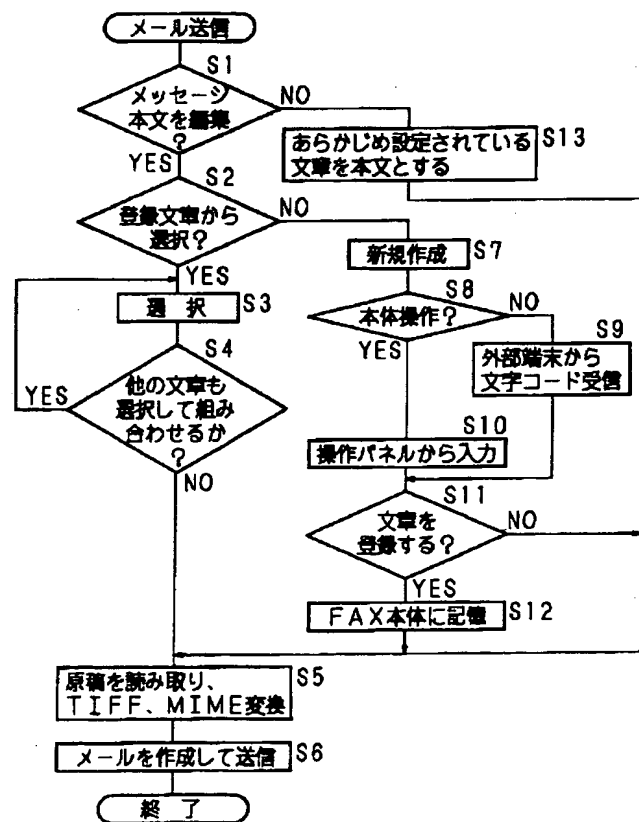 メール送信
S1
メッセージ
本文を編集
?
NO
YES
あらかじめ設定されている
文章を本文とする
S13
S2
登録文章から
選択?
NO
YES
新規作成
S7
選 択
S3
S8
本体操作?
NO
YES
S9
外部端末から
文字コード受信
S4
他の文章も
選択して組み
合わせるか
?
YES
NO
S10
操作パネルから入力
S11
文章を
登録する?
NO
YES
FAX本体に記憶
S12
原稿を読み取り、
TIFF、MIME変換
S5
メールを作成して送信
S6
終 了